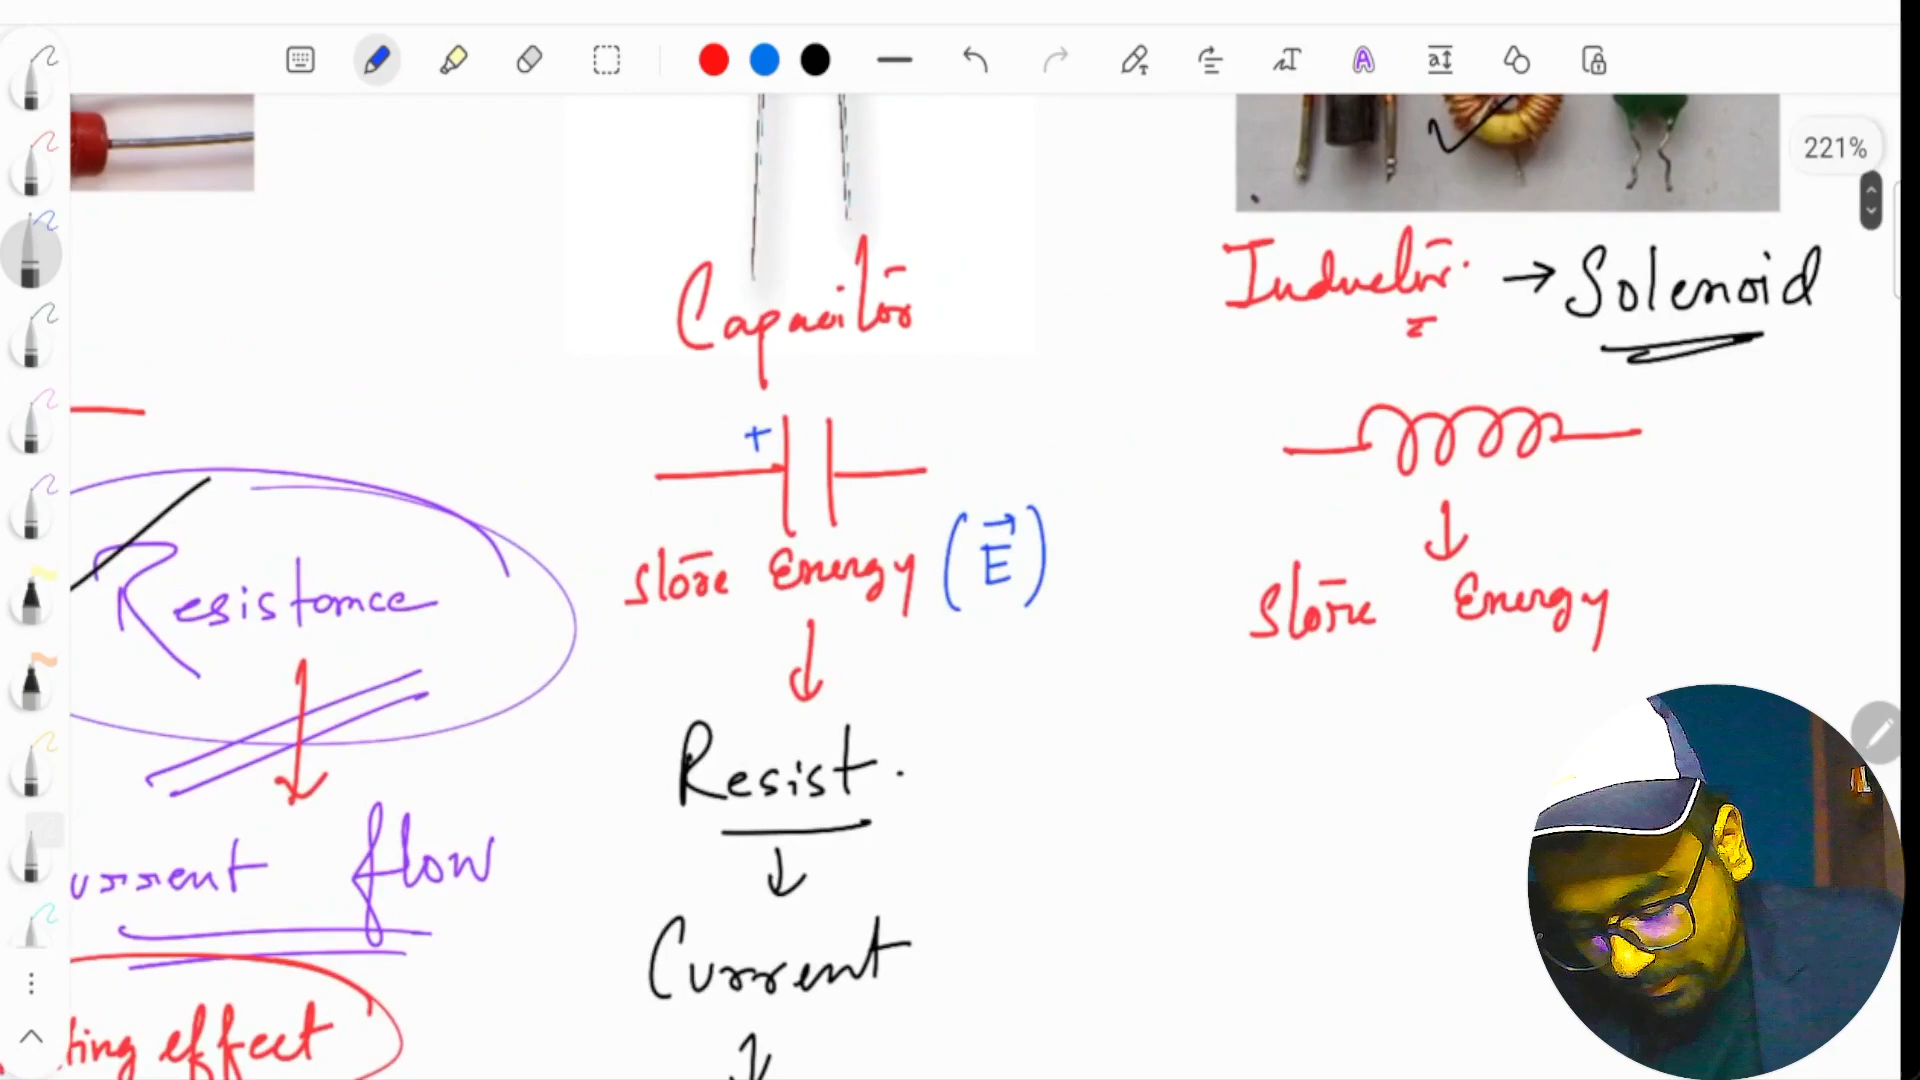 221%
Inductor. → Solenoid
Capacitor
+
Store Energy (E)
Store Energy
Resistance
Resist.
urrent flow
Current
ting effect